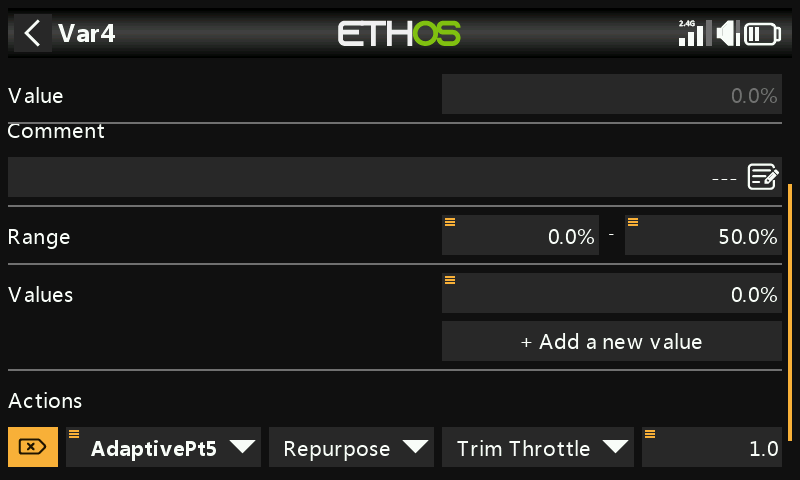 Var4 ETHOS 2.4G
Value 0.0%
Comment
---
Range 0.0% - 50.0%
Values 0.0%
+ Add a new value
Actions
AdaptivePt5 Repurpose Trim Throttle 1.0